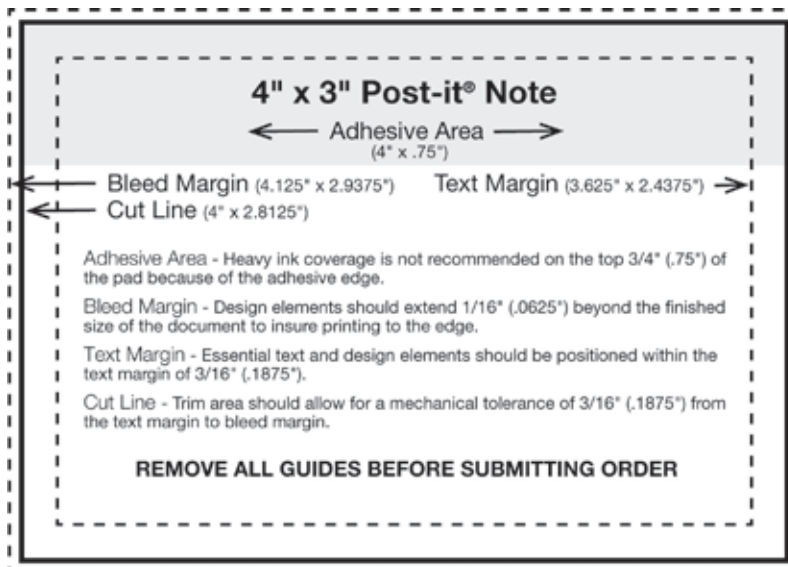 4" x 3" Post-it® Note
Adhesive Area
(4" x .75")
Bleed Margin (4.125" x 2.9375") Text Margin (3.625" x 2.4375")
Cut Line (4" x 2.8125")
Adhesive Area - Heavy ink coverage is not recommended on the top 3/4" (.75") of
the pad because of the adhesive edge.
Bleed Margin - Design elements should extend 1/16" (.0625") beyond the finished
size of the document to insure printing to the edge.
Text Margin - Essential text and design elements should be positioned within the
text margin of 3/16" (.1875").
Cut Line - Trim area should allow for a mechanical tolerance of 3/16" (.1875") from
the text margin to bleed margin.
REMOVE ALL GUIDES BEFORE SUBMITTING ORDER